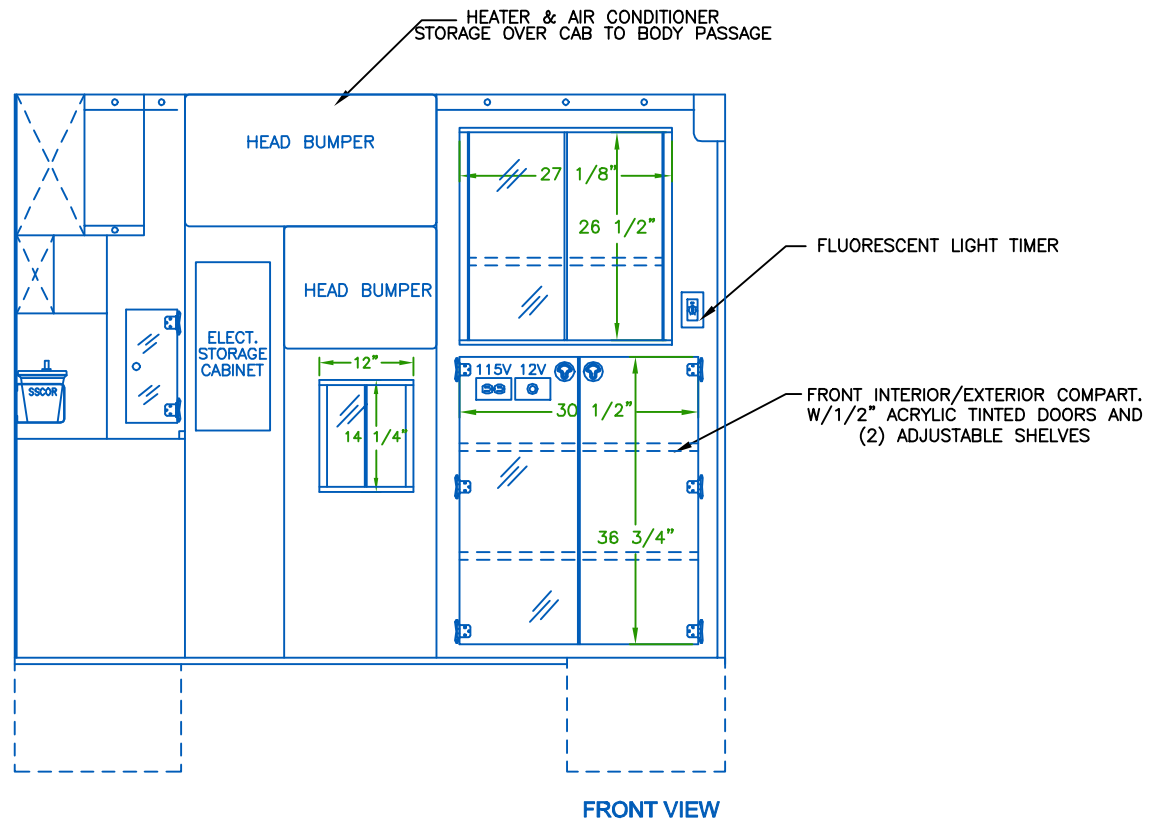 HEATER & AIR CONDITIONER
STORAGE OVER CAB TO BODY PASSAGE
HEAD BUMPER
27 1/8"
26 1/2"
FLUORESCENT LIGHT TIMER
X
HEAD BUMPER
ELECT.
STORAGE
CABINET
12"
115V 12V
SSCOR
30 1/2"
FRONT INTERIOR/EXTERIOR COMPART.
W/1/2" ACRYLIC TINTED DOORS AND
(2) ADJUSTABLE SHELVES
14 1/4"
36 3/4"
FRONT VIEW